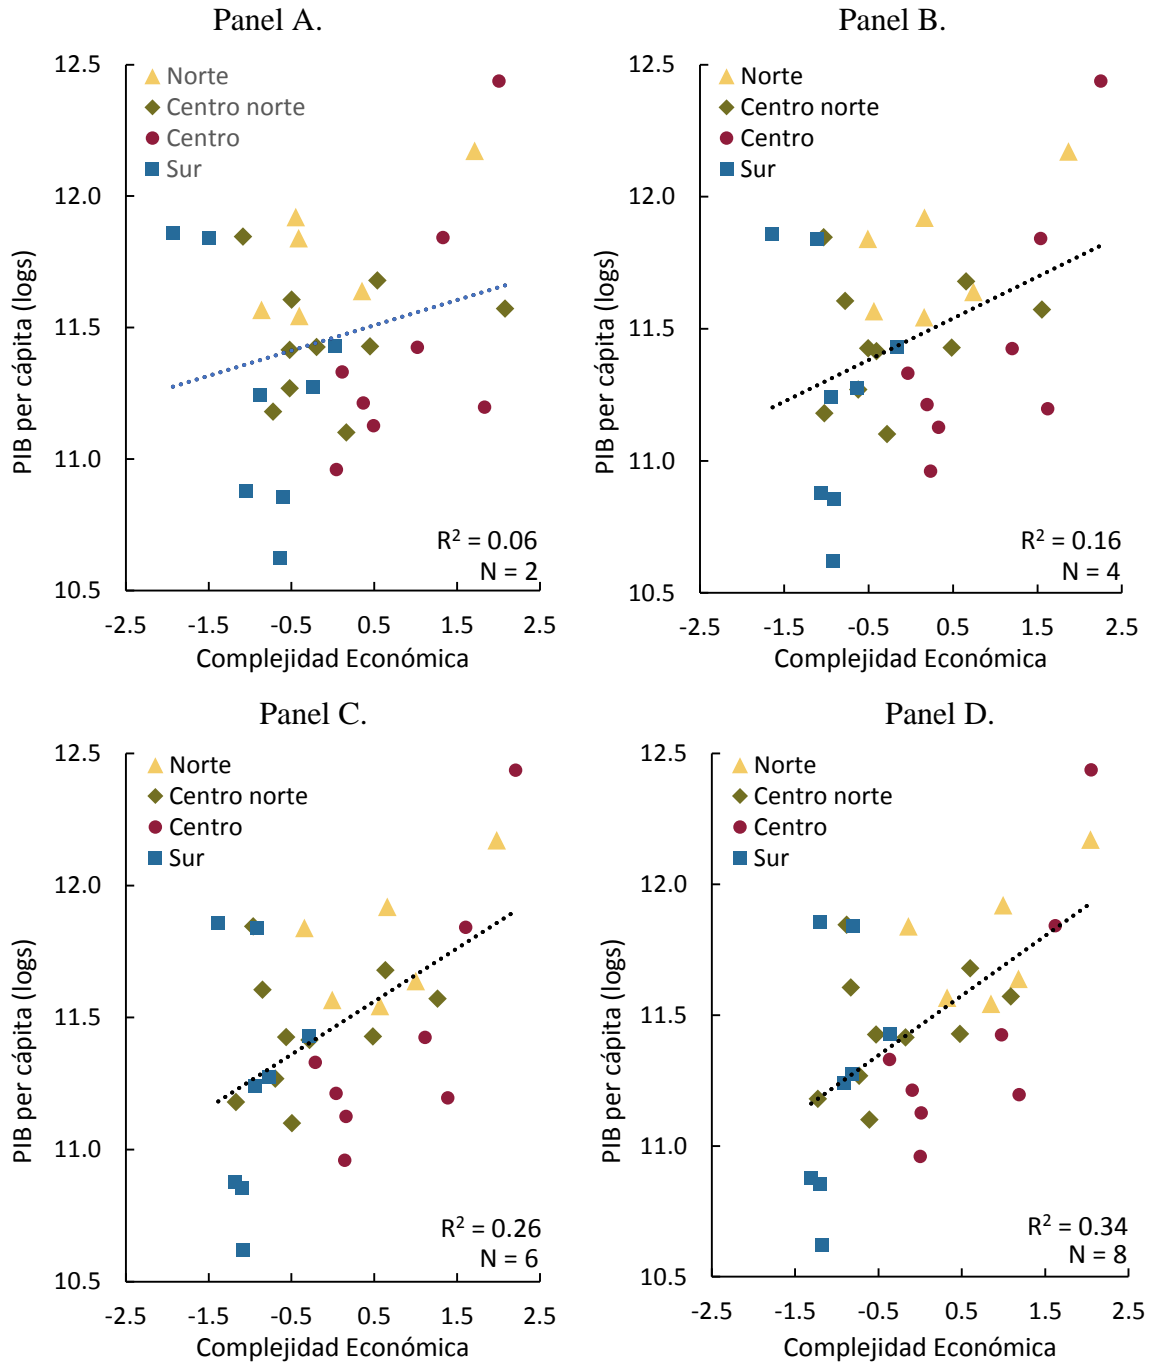 Panel A.
12.5
12.0
11.5
11.0
10.5
PIB per cápita (logs)
Norte
Centro norte
Centro
Sur
R² = 0.06
N = 2
-2.5 -1.5 -0.5 0.5 1.5 2.5
Complejidad Económica
Panel B.
12.5
12.0
11.5
11.0
10.5
PIB per cápita (logs)
Norte
Centro norte
Centro
Sur
R² = 0.16
N = 4
-2.5 -1.5 -0.5 0.5 1.5 2.5
Complejidad Económica
Panel C.
12.5
12.0
11.5
11.0
10.5
PIB per cápita (logs)
Norte
Centro norte
Centro
Sur
R² = 0.26
N = 6
-2.5 -1.5 -0.5 0.5 1.5 2.5
Complejidad Económica
Panel D.
12.5
12.0
11.5
11.0
10.5
PIB per cápita (logs)
Norte
Centro norte
Centro
Sur
R² = 0.34
N = 8
-2.5 -1.5 -0.5 0.5 1.5 2.5
Complejidad Económica